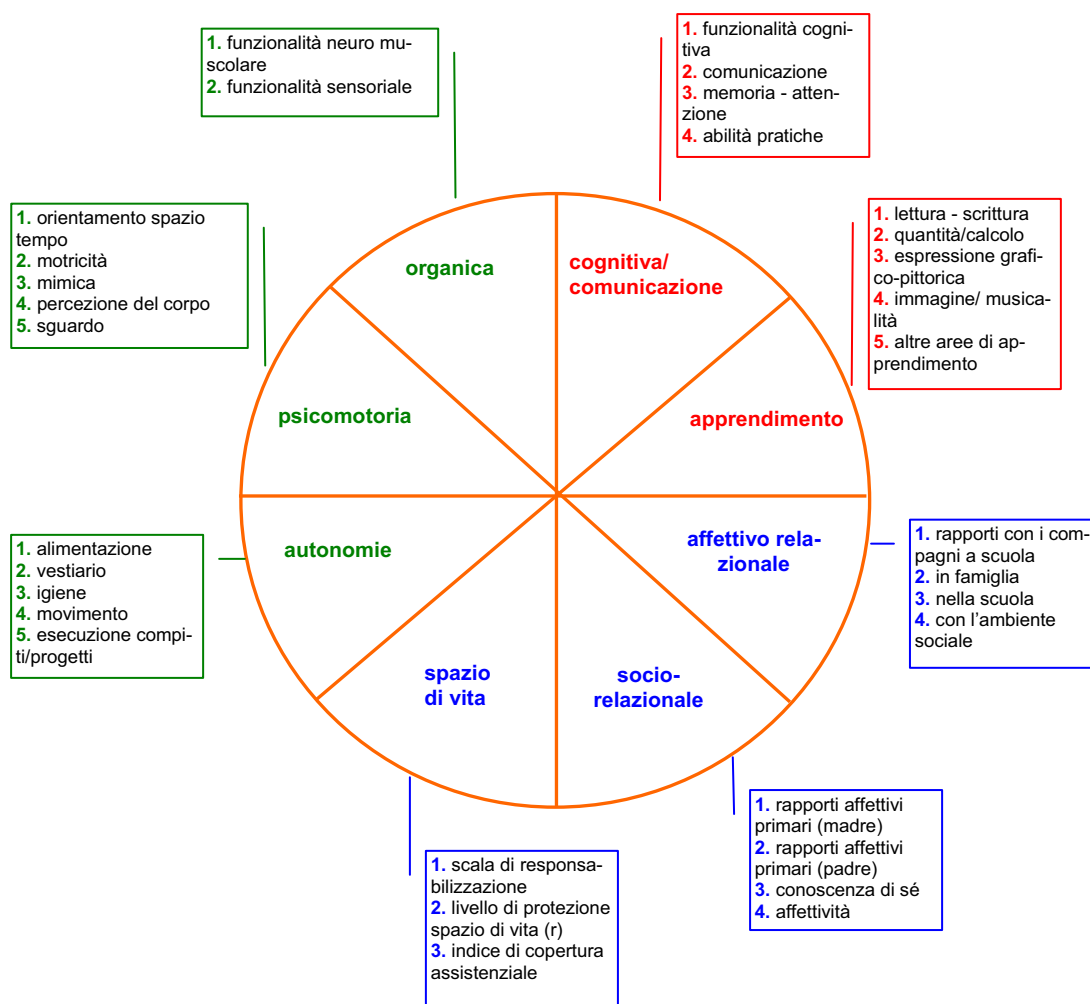 1. funzionalità neuro mu-
scolare
2. funzionalità sensoriale
1. funzionalità cogni-
tiva
2. comunicazione
3. memoria - atten-
zione
4. abilità pratiche
1. orientamento spazio
tempo
2. motricità
3. mimica
4. percezione del corpo
5. sguardo
1. lettura - scrittura
2. quantità/calcolo
3. espressione grafi-
co-pittorica
4. immagine/ musica-
lità
5. altre aree di ap-
prendimento
organica
cognitiva/
comunicazione
psicomotoria
apprendimento
autonomie
affettivo rela-
zionale
spazio
di vita
socio-
relazionale
1. alimentazione
2. vestiario
3. igiene
4. movimento
5. esecuzione compi-
ti/progetti
1. rapporti con i com-
pagni a scuola
2. in famiglia
3. nella scuola
4. con l'ambiente
sociale
1. scala di responsa-
bilizzazione
2. livello di protezione
spazio di vita (r)
3. indice di copertura
assistenziale
1. rapporti affettivi
primari (madre)
2. rapporti affettivi
primari (padre)
3. conoscenza di sé
4. affettività